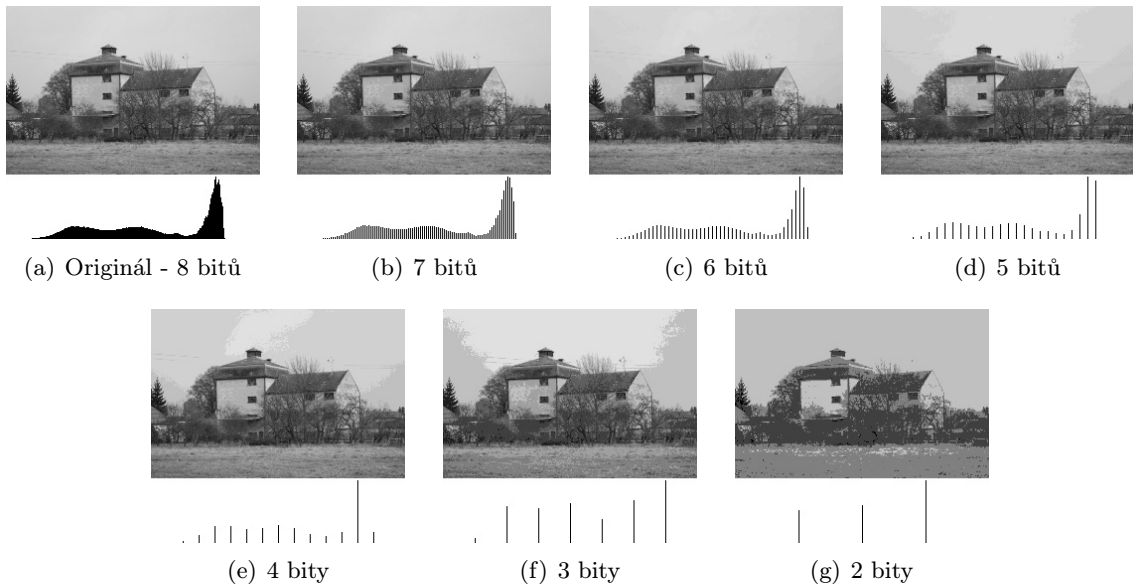 (a) Originál - 8 bitů
(b) 7 bitů
(c) 6 bitů
(d) 5 bitů
(e) 4 bity
(f) 3 bity
(g) 2 bity